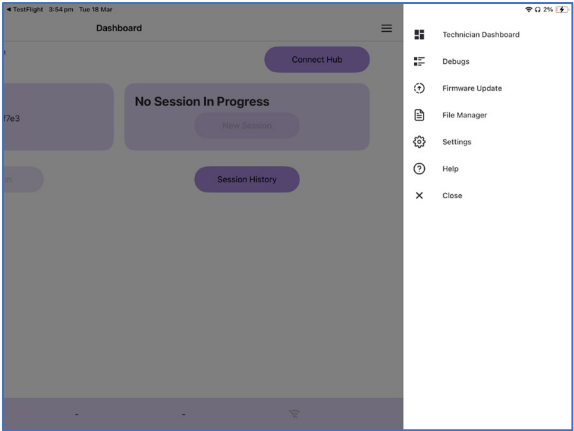 ◄ TestFlight 3:54 pm Tue 18 Mar
2%
Dashboard
Connect Hub
No Session In Progress
f7e3
New Session
Session History
-
-
Technician Dashboard
Debugs
Firmware Update
File Manager
Settings
Help
Close